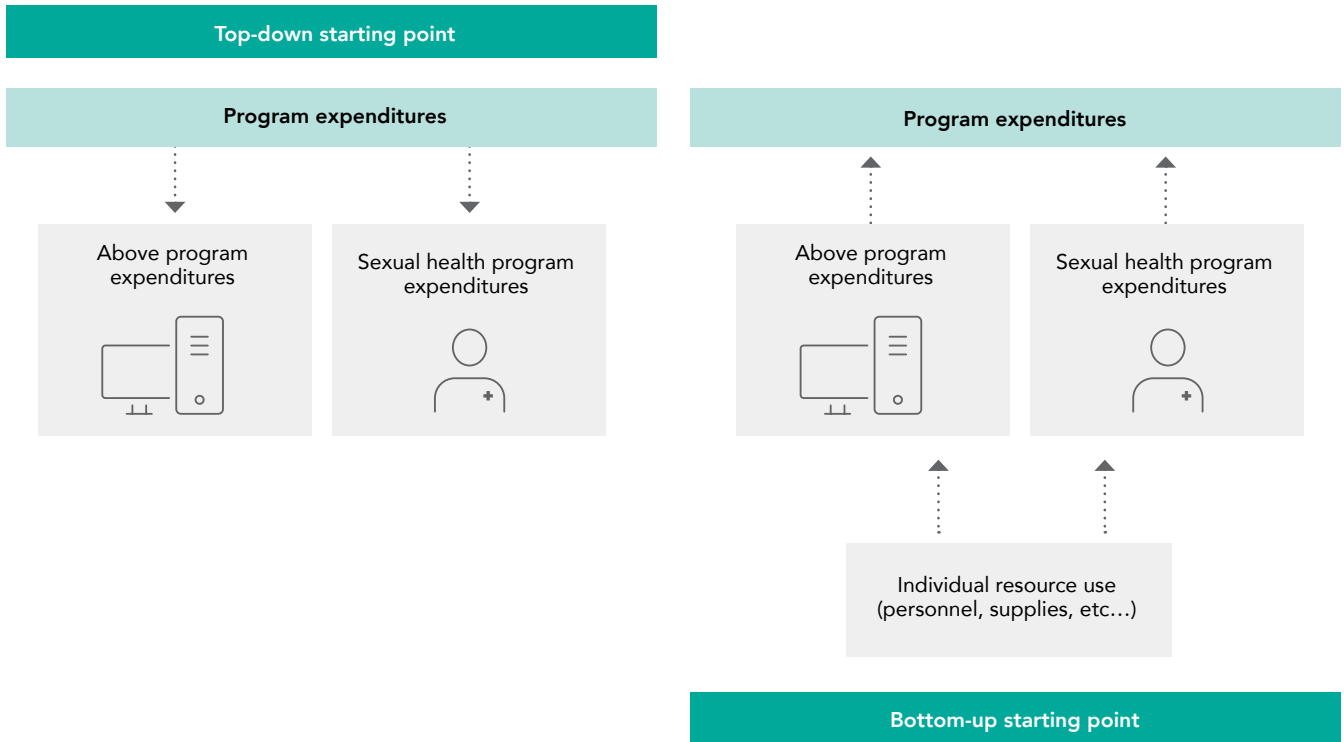 Top-down starting point
Program expenditures
Above program
expenditures
Sexual health program
expenditures
Program expenditures
Above program
expenditures
Sexual health program
expenditures
Individual resource use
(personnel, supplies, etc…)
Bottom-up starting point